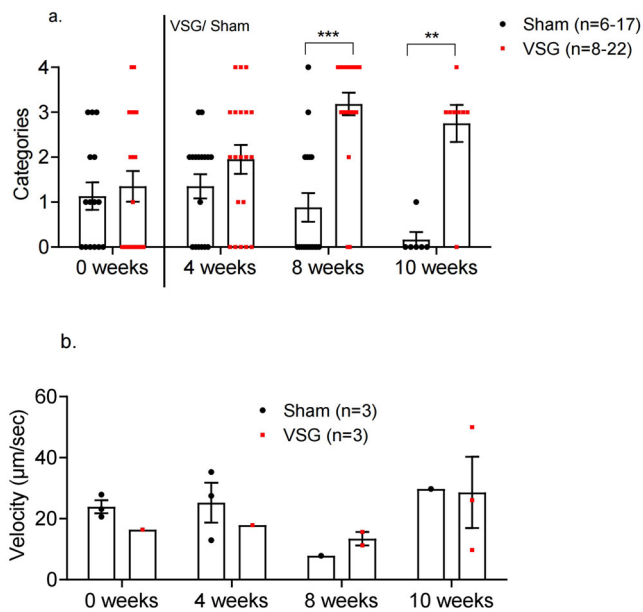 a.
VSG/ Sham
Sham (n=6-17)
VSG (n=8-22)
***
**
Categories
4
3
2
1
0
0 weeks 4 weeks 8 weeks 10 weeks
b.
Sham (n=3)
VSG (n=3)
Velocity (µm/sec)
60
40
20
0
0 weeks 4 weeks 8 weeks 10 weeks